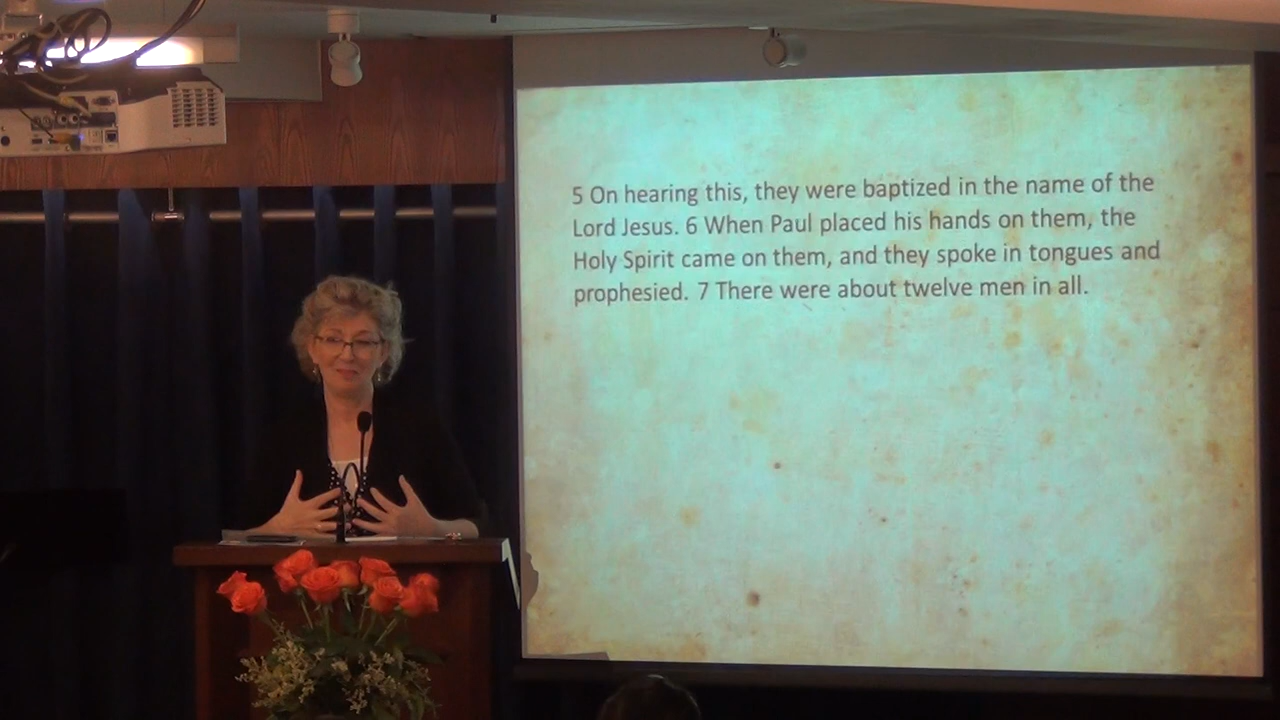 5 On hearing this, they were baptized in the name of the
Lord Jesus. 6 When Paul placed his hands on them, the
Holy Spirit came on them, and they spoke in tongues and
prophesied. 7 There were about twelve men in all.